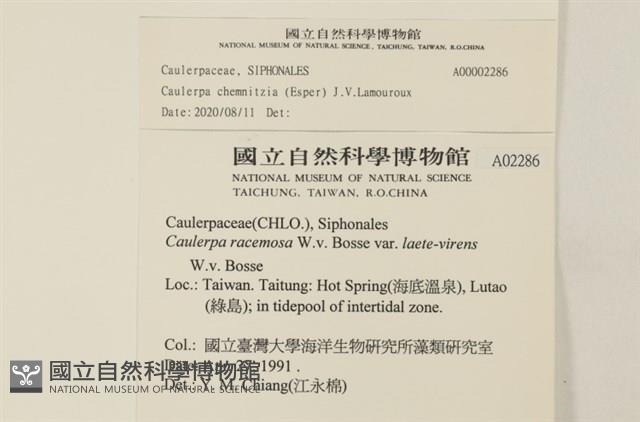 國立自然科學博物館
NATIONAL MUSEUM OF NATURAL SCIENCE, TAICHUNG, TAIWAN, R.O.CHINA
Caulerpaceae, SIPHONALES A00002286
Caulerpa chemnitzia (Esper) J.V.Lamouroux
Date:2020/08/11 Det:
國立自然科學博物館 A02286
NATIONAL MUSEUM OF NATURAL SCIENCE
TAICHUNG, TAIWAN, R.O.CHINA
Caulerpaceae(CHLO.), Siphonales
Caulerpa racemosa W.v. Bosse var. laete-virens
W.v. Bosse
Loc.: Taiwan. Taitung: Hot Spring(海底溫泉), Lutao
(綠島); in tidepool of intertidal zone.
Col.: 國立臺灣大學海洋生物研究所藻類研究室
Date: 27, 1991 .
Det.: Y. M. Chiang(江永棉)
國立自然科學博物館
NATIONAL MUSEUM OF NATURAL SCIENCE